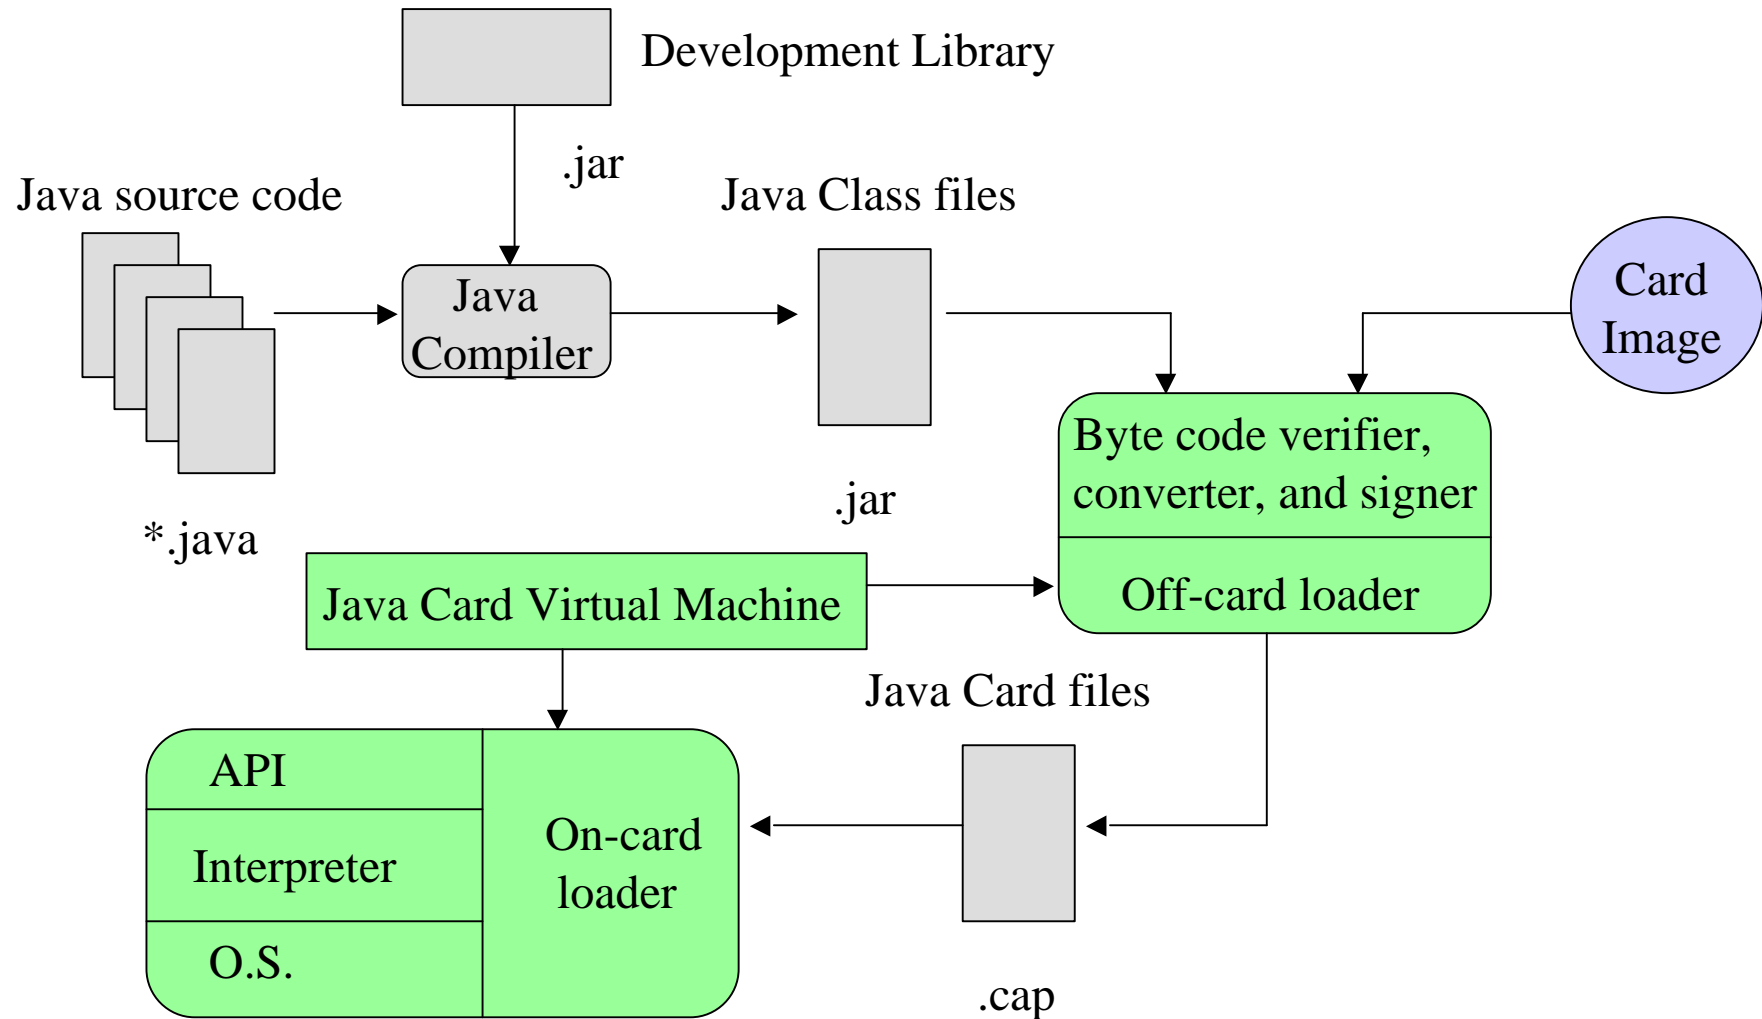 Development Library
.jar
Java source code
Java Class files
Card
Image
Java
Compiler
Byte code verifier,
converter, and signer
.jar
*.java
Off-card loader
Java Card Virtual Machine
Java Card files
API
On-card
loader
Interpreter
O.S.
.cap